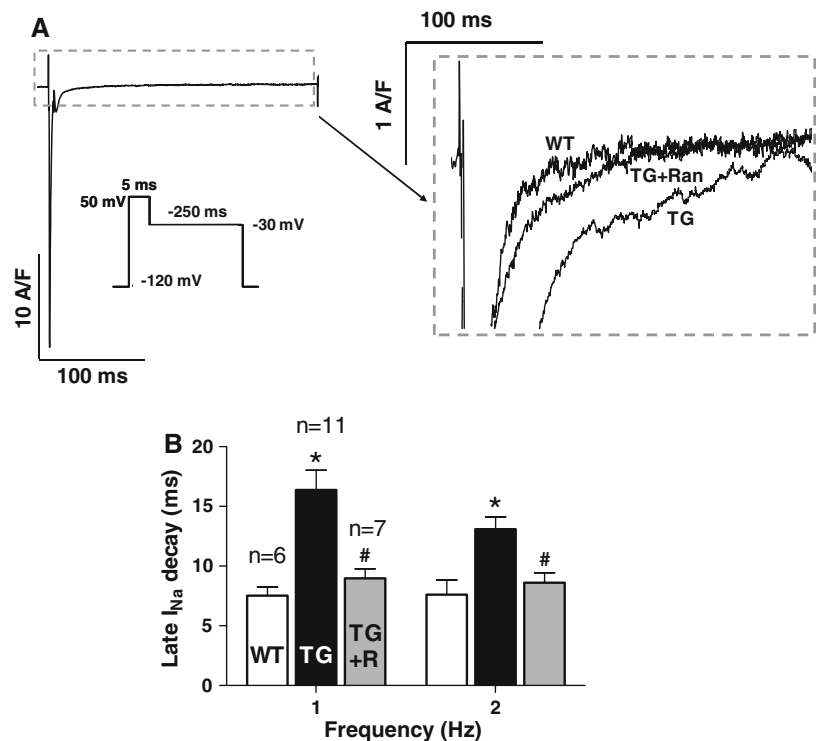 A
100 ms
1 A/F
5 ms
50 mV
-250 ms
-30 mV
-120 mV
10 A/F
100 ms
WT
TG+Ran
TG
B
n=11
20
*
15
*
n=7
n=6
#
#
10
5
0
Late INa decay (ms)
WT
TG
TG
+R
1
2
Frequency (Hz)